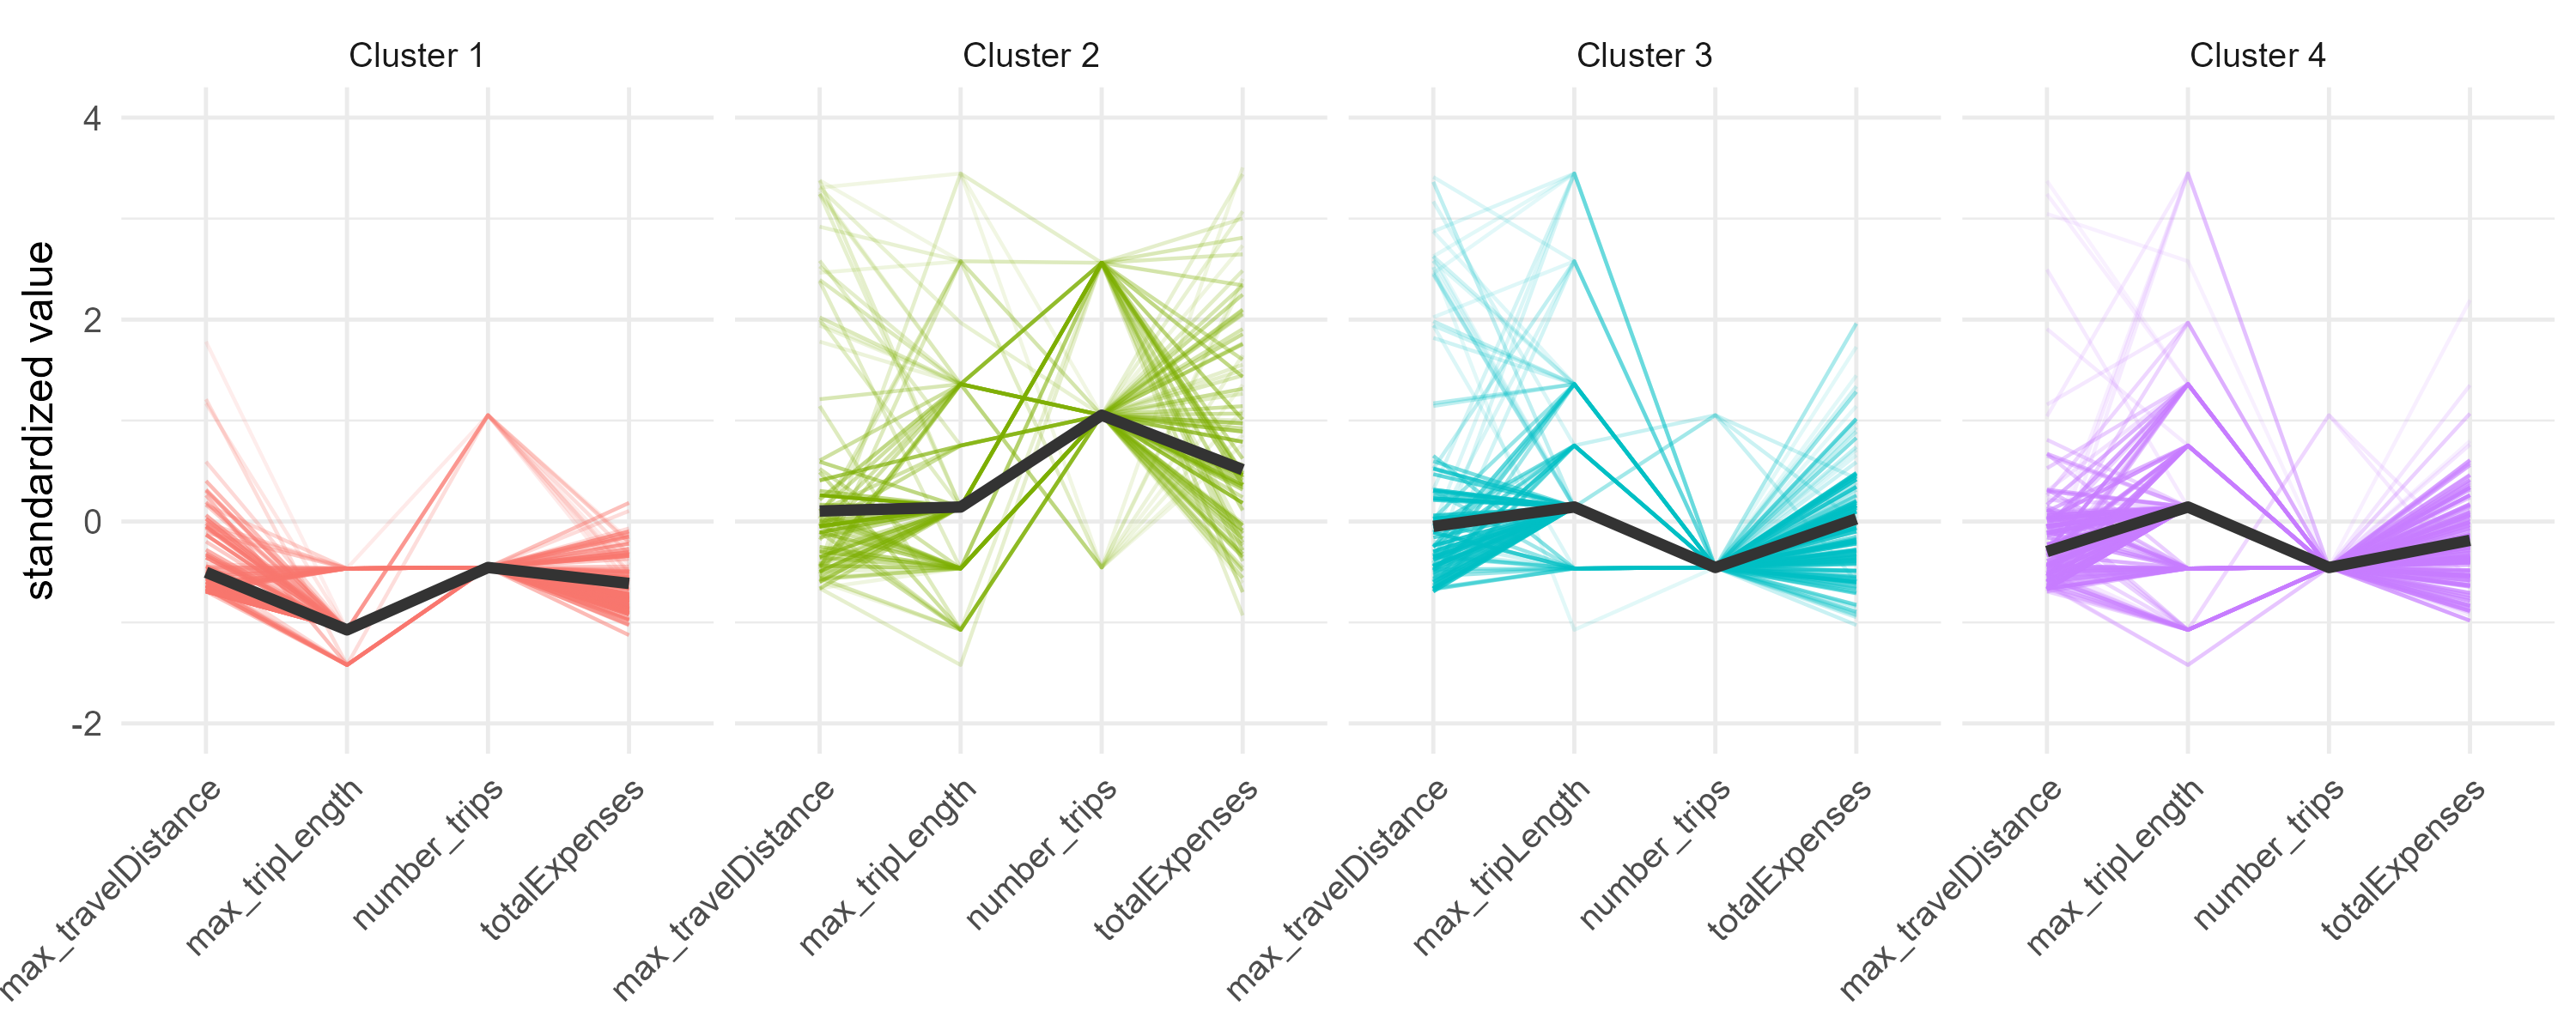 Cluster 1
Cluster 2
Cluster 3
Cluster 4
standardized value
4
2
0
-2
max_travelDistance
max_tripLength
number_trips
totalExpenses
max_travelDistance
max_tripLength
number_trips
totalExpenses
max_travelDistance
max_tripLength
number_trips
totalExpenses
max_travelDistance
max_tripLength
number_trips
totalExpenses